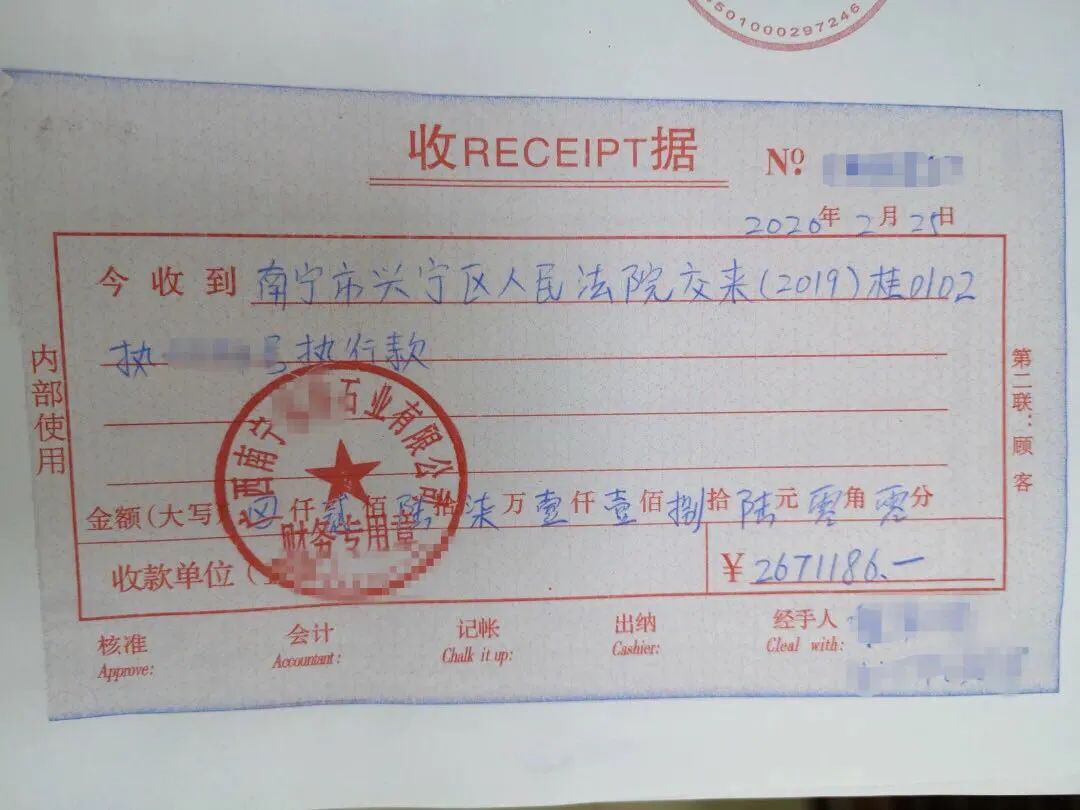 5010000297245
收RECEIPT据
Nº
2020年 2月 25日
今收到 南宁市兴宁区人民法院交来(2019)桂0102
执 号执行款
内部使用
第二联：顾客
西南宁 石业有限公司
财务专用章
金额(大写) 仟贰佰陆拾柒万壹仟壹佰捌拾陆元零角零分
收款单位(
¥2671186.一
核准
Approve:
会计
Accountant:
记帐
Chalk it up:
出纳
Cashier:
经手人
Cleal with: